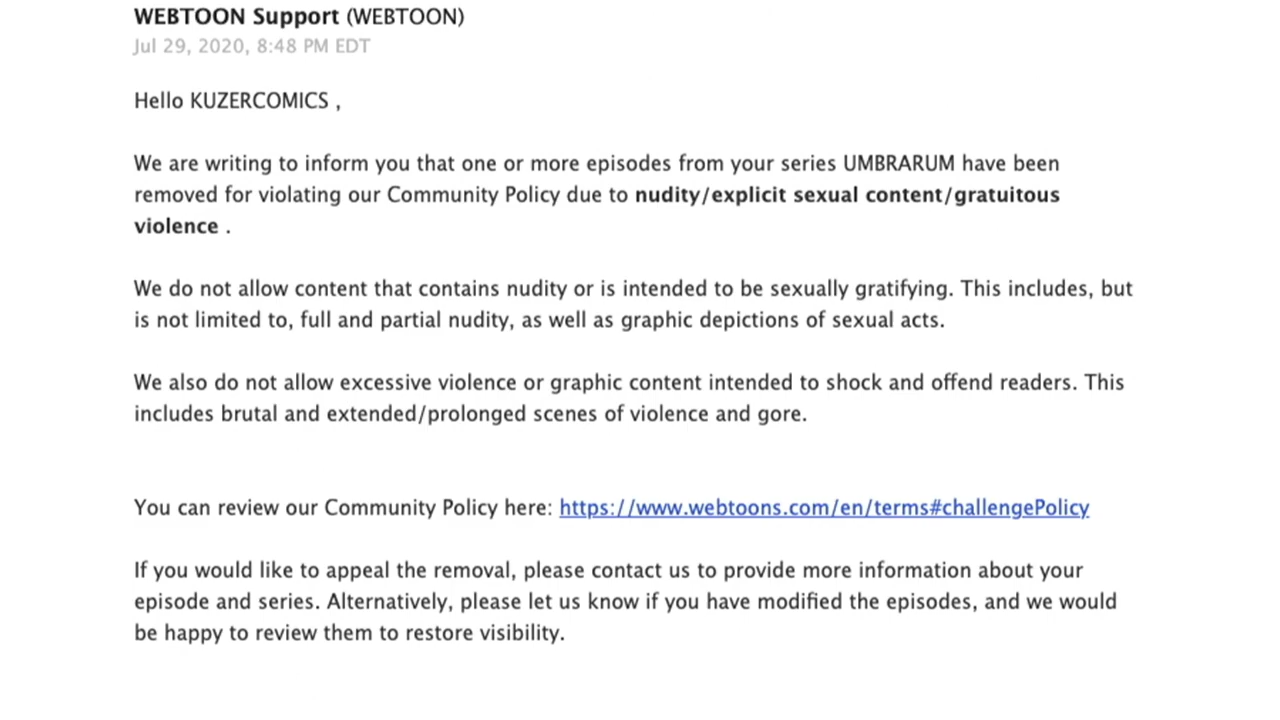 WEBTOON Support (WEBTOON)
Jul 29, 2020, 8:48 PM EDT
Hello KUZERCOMICS ,
We are writing to inform you that one or more episodes from your series UMBRARUM have been
removed for violating our Community Policy due to nudity/explicit sexual content/gratuitous
violence .
We do not allow content that contains nudity or is intended to be sexually gratifying. This includes, but
is not limited to, full and partial nudity, as well as graphic depictions of sexual acts.
We also do not allow excessive violence or graphic content intended to shock and offend readers. This
includes brutal and extended/prolonged scenes of violence and gore.
You can review our Community Policy here: https://www.webtoons.com/en/terms#challengePolicy
If you would like to appeal the removal, please contact us to provide more information about your
episode and series. Alternatively, please let us know if you have modified the episodes, and we would
be happy to review them to restore visibility.